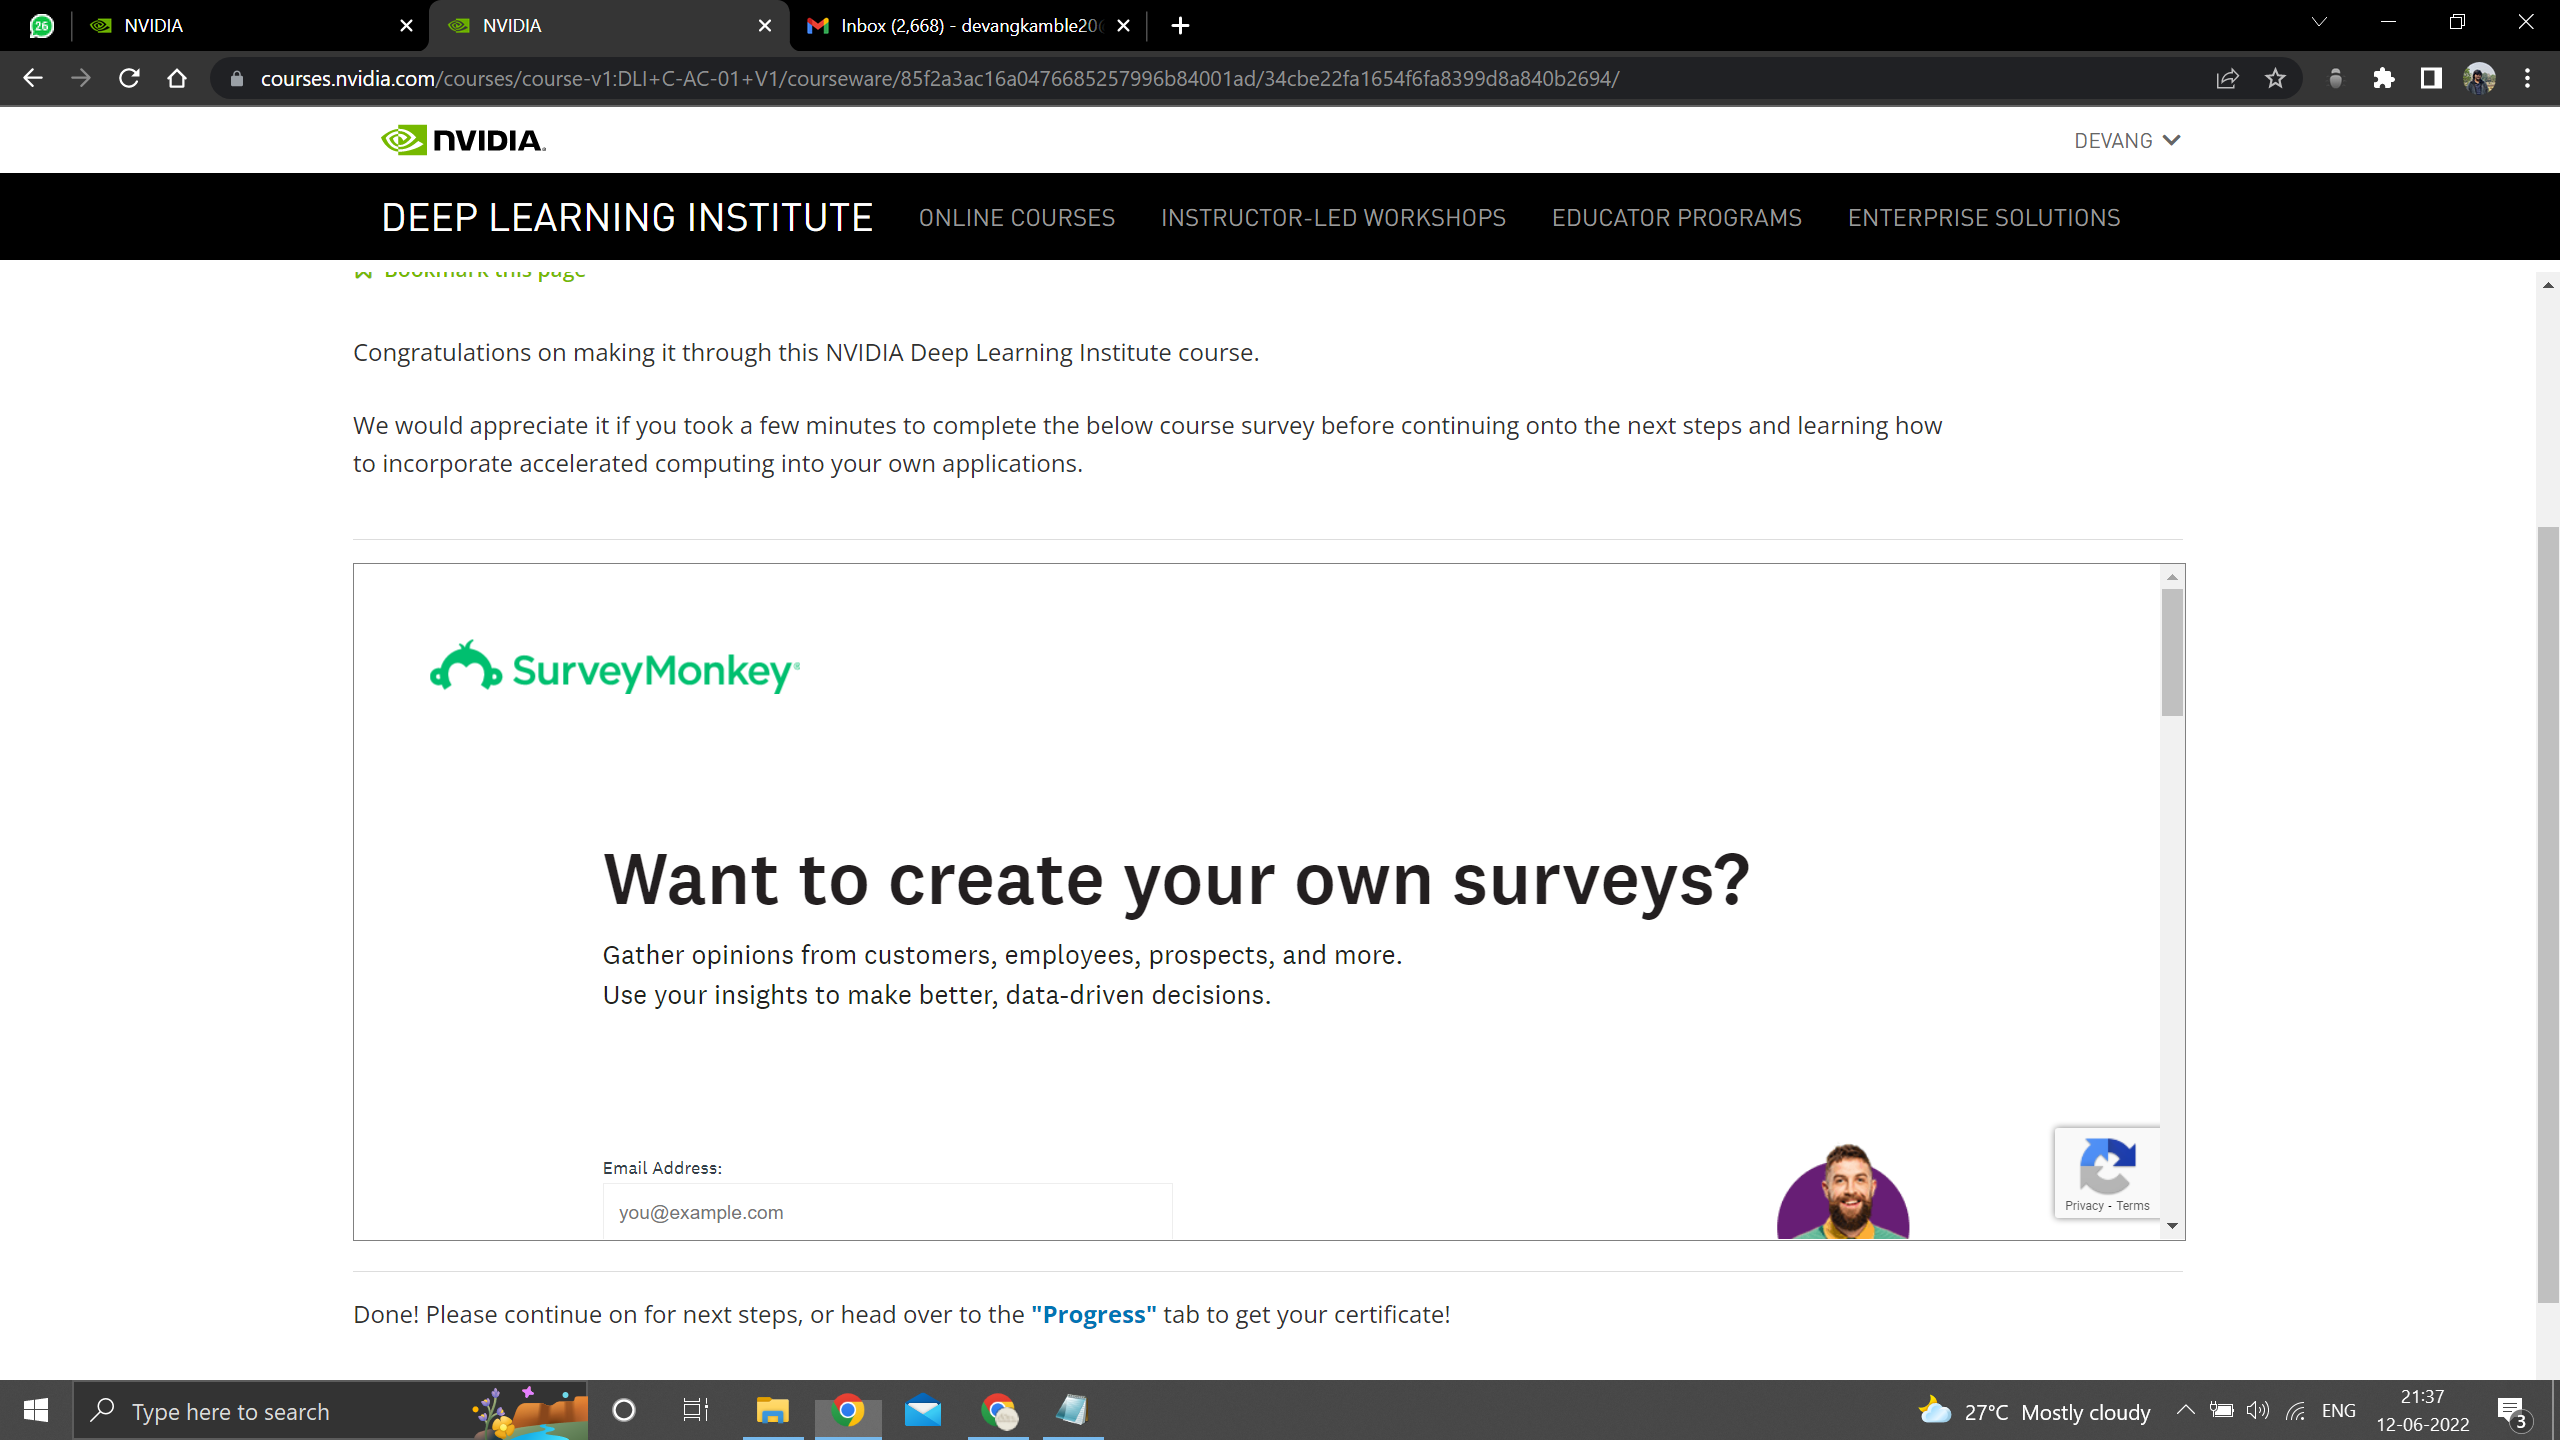 26
NVIDIA
NVIDIA
Inbox (2,668) - devangkamble20
courses.nvidia.com/courses/course-v1:DLI+C-AC-01+V1/courseware/85f2a3ac16a0476685257996b84001ad/34cbe22fa1654f6fa8399d8a840b2694/
NVIDIA.
DEVANG
DEEP LEARNING INSTITUTE
ONLINE COURSES
INSTRUCTOR-LED WORKSHOPS
EDUCATOR PROGRAMS
ENTERPRISE SOLUTIONS
Bookmark this page
Congratulations on making it through this NVIDIA Deep Learning Institute course.
We would appreciate it if you took a few minutes to complete the below course survey before continuing onto the next steps and learning how
to incorporate accelerated computing into your own applications.
SurveyMonkey®
Want to create your own surveys?
Gather opinions from customers, employees, prospects, and more.
Use your insights to make better, data-driven decisions.
Email Address:
you@example.com
Privacy - Terms
Done! Please continue on for next steps, or head over to the "Progress" tab to get your certificate!
Type here to search
27°C Mostly cloudy
ENG
21:37
12-06-2022
3